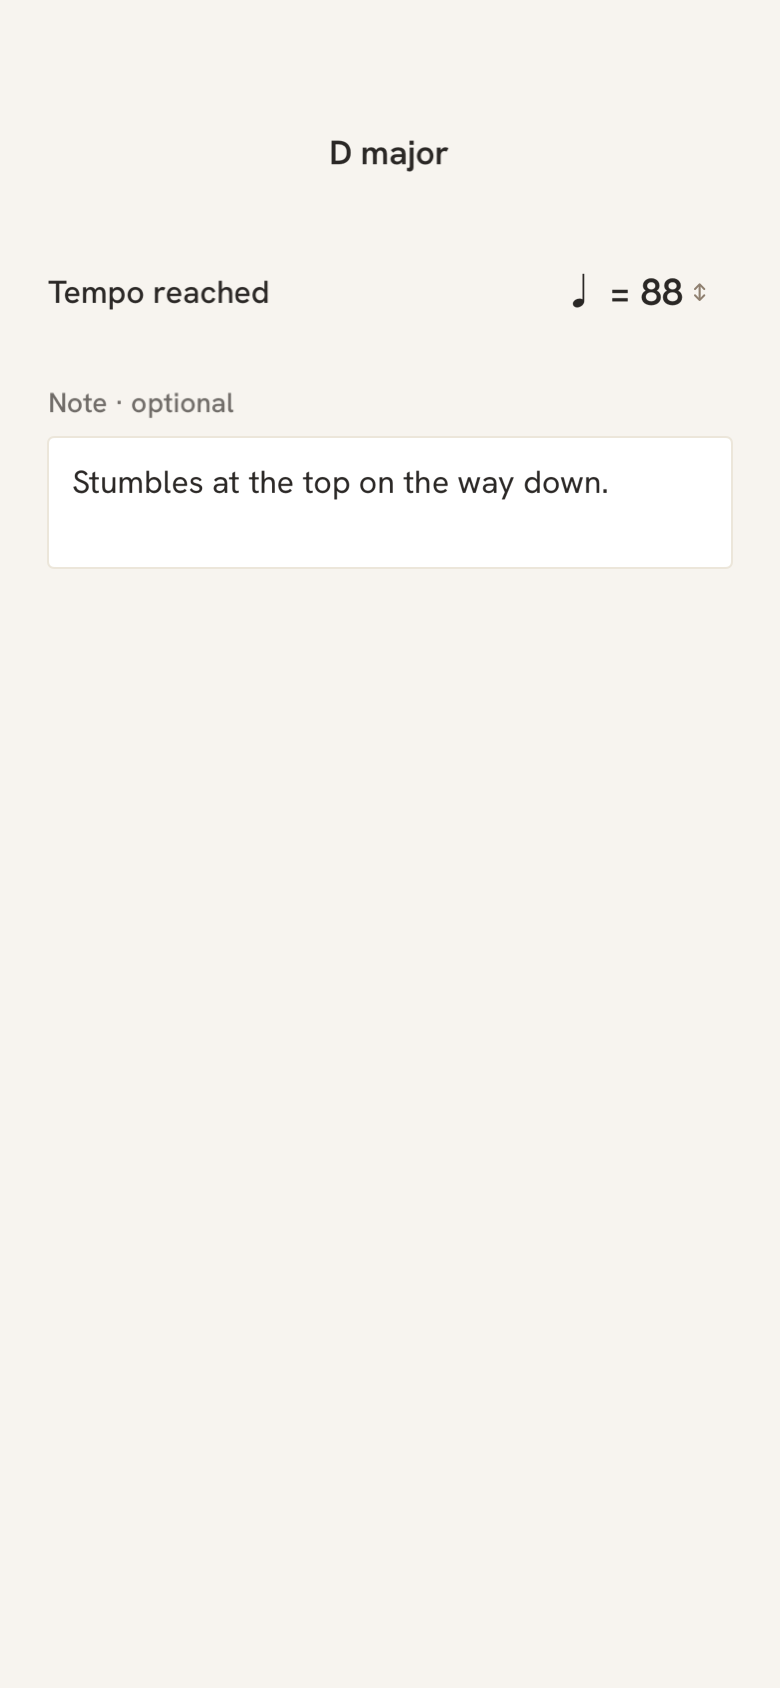 D major
Tempo reached ♩ = 88
Note · optional
Stumbles at the top on the way down.